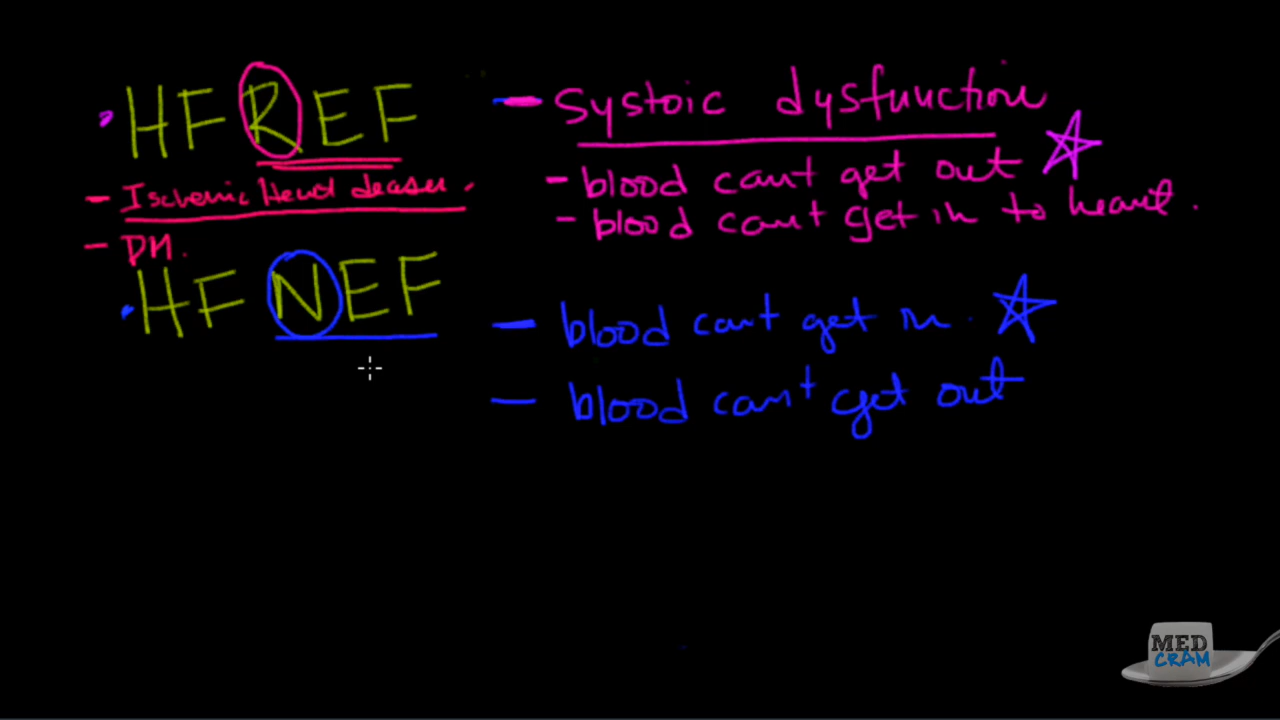 HFREF
- Systoic dysfunction
- blood can't get out
- blood can't get in to heart.
- Ischemic Heart disease.
- DM.
HFNEF
- blood can't get in.
- blood can't get out
MED
CRAM